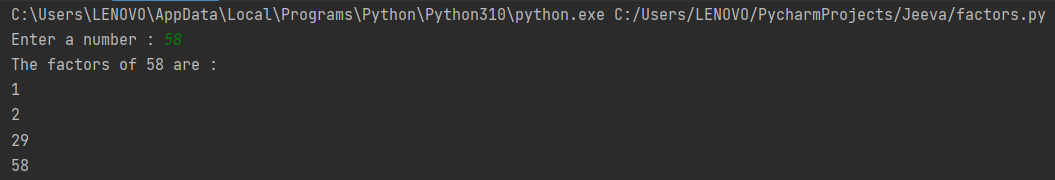 C:\Users\LENOVO\AppData\Local\Programs\Python\Python310\python.exe C:/Users/LENOVO/PycharmProjects/Jeeva/factors.py
Enter a number : 58
The factors of 58 are :
1
2
29
58